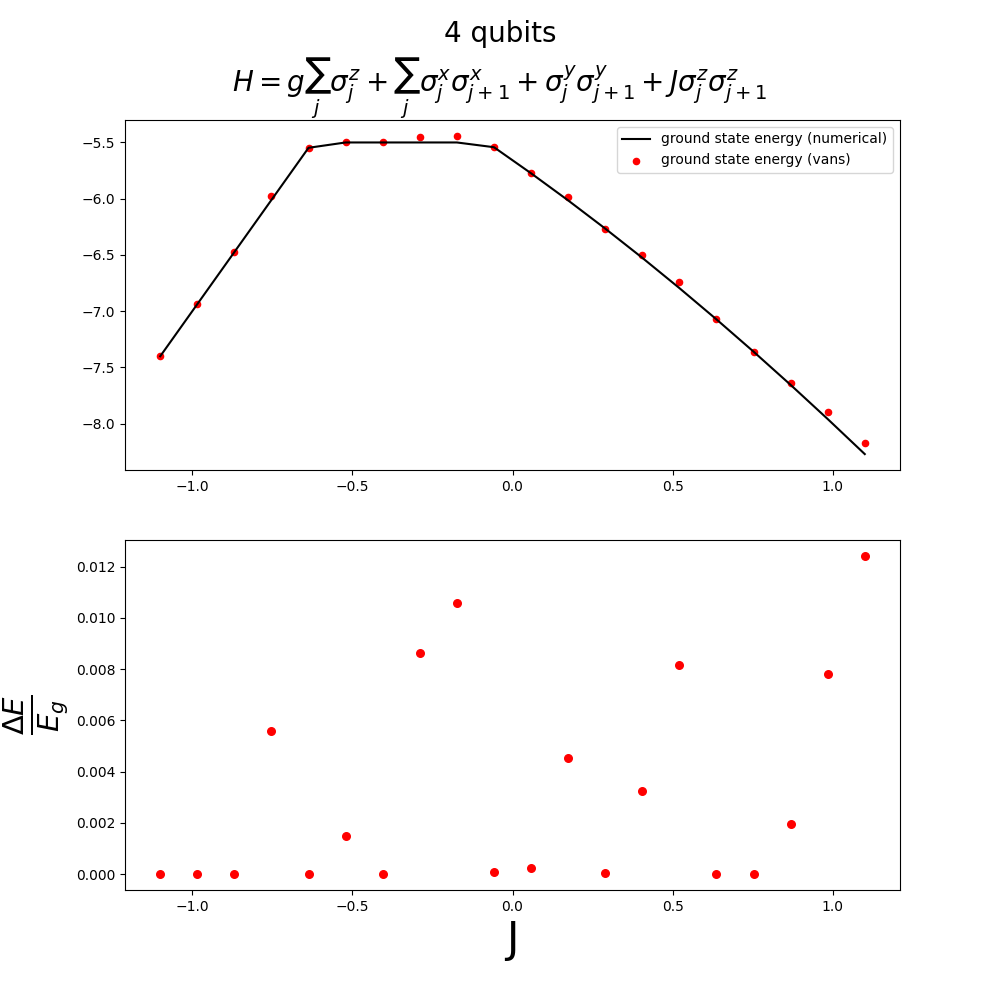 4 qubits
H = g∑_j σ_j^z + ∑_j σ_j^x σ_{j+1}^x + σ_j^y σ_{j+1}^y + Jσ_j^z σ_{j+1}^z
ground state energy (numerical)
ground state energy (vans)
−5.5
−6.0
−6.5
−7.0
−7.5
−8.0
−1.0 −0.5 0.0 0.5 1.0
ΔE/E_g
0.012
0.010
0.008
0.006
0.004
0.002
0.000
−1.0 −0.5 0.0 0.5 1.0
J